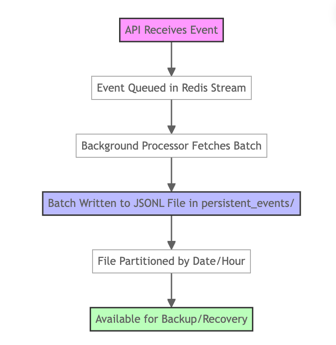 API Receives Event
Event Queued in Redis Stream
Background Processor Fetches Batch
Batch Written to JSONL File in persistent_events/
File Partitioned by Date/Hour
Available for Backup/Recovery